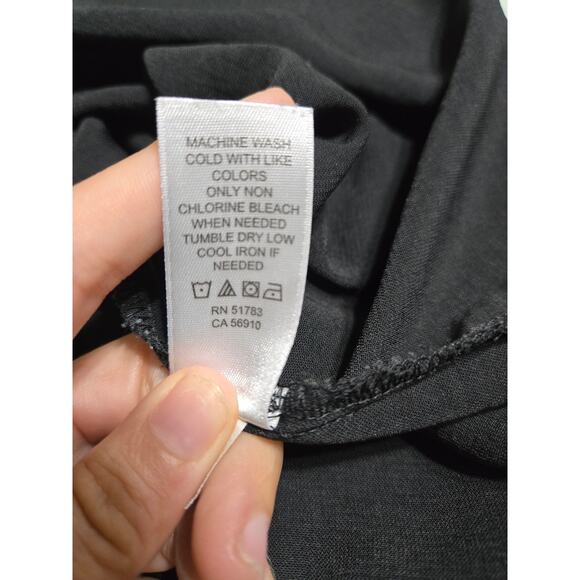 MACHINE WASH
COLD WITH LIKE
COLORS
ONLY NON
CHLORINE BLEACH
WHEN NEEDED
TUMBLE DRY LOW
COOL IRON IF
NEEDED
RN 51783
CA 56910